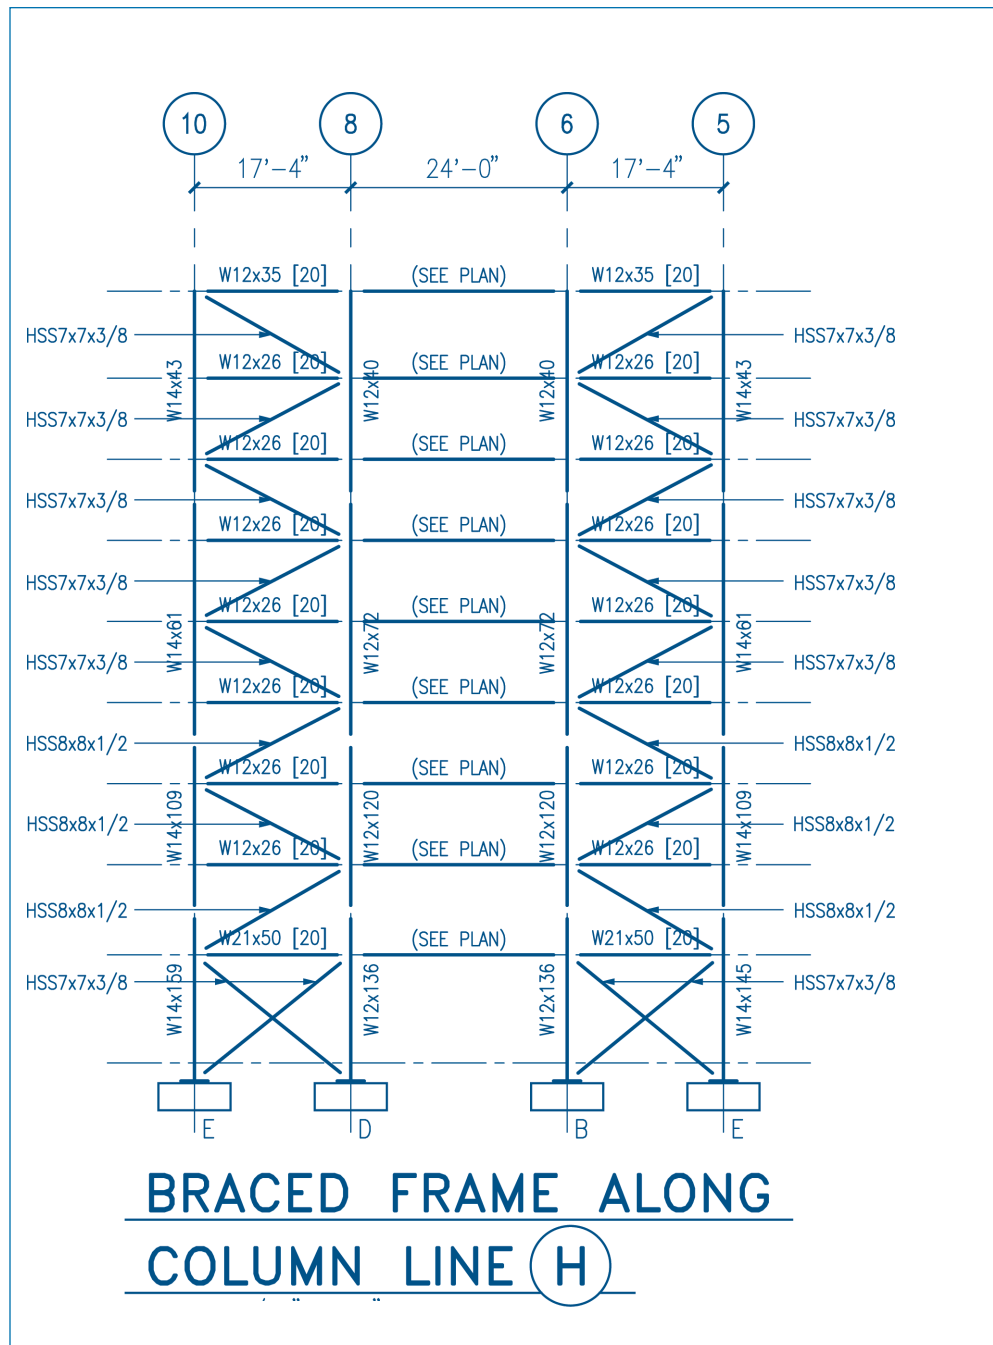 10 8 6 5
17'-4" 24'-0" 17'-4"
W12x35 [20] (SEE PLAN) W12x35 [20]
HSS7x7x3/8 HSS7x7x3/8
W12x26 [20] (SEE PLAN) W12x26 [20]
W14x43 W12x40 W12x40 W14x43
HSS7x7x3/8 HSS7x7x3/8
W12x26 [20] (SEE PLAN) W12x26 [20]
HSS7x7x3/8 HSS7x7x3/8
W12x26 [20] (SEE PLAN) W12x26 [20]
HSS7x7x3/8 HSS7x7x3/8
W12x26 [20] (SEE PLAN) W12x26 [20]
W14x61 W12x72 W12x72 W14x61
HSS7x7x3/8 HSS7x7x3/8
W12x26 [20] (SEE PLAN) W12x26 [20]
HSS8x8x1/2 HSS8x8x1/2
W12x26 [20] (SEE PLAN) W12x26 [20]
W14x109 W12x120 W12x120 W14x109
HSS8x8x1/2 HSS8x8x1/2
W12x26 [20] (SEE PLAN) W12x26 [20]
HSS8x8x1/2 HSS8x8x1/2
W21x50 [20] (SEE PLAN) W21x50 [20]
HSS7x7x3/8 HSS7x7x3/8
W14x159 W12x136 W12x136 W14x145
E D B E
BRACED FRAME ALONG
COLUMN LINE H